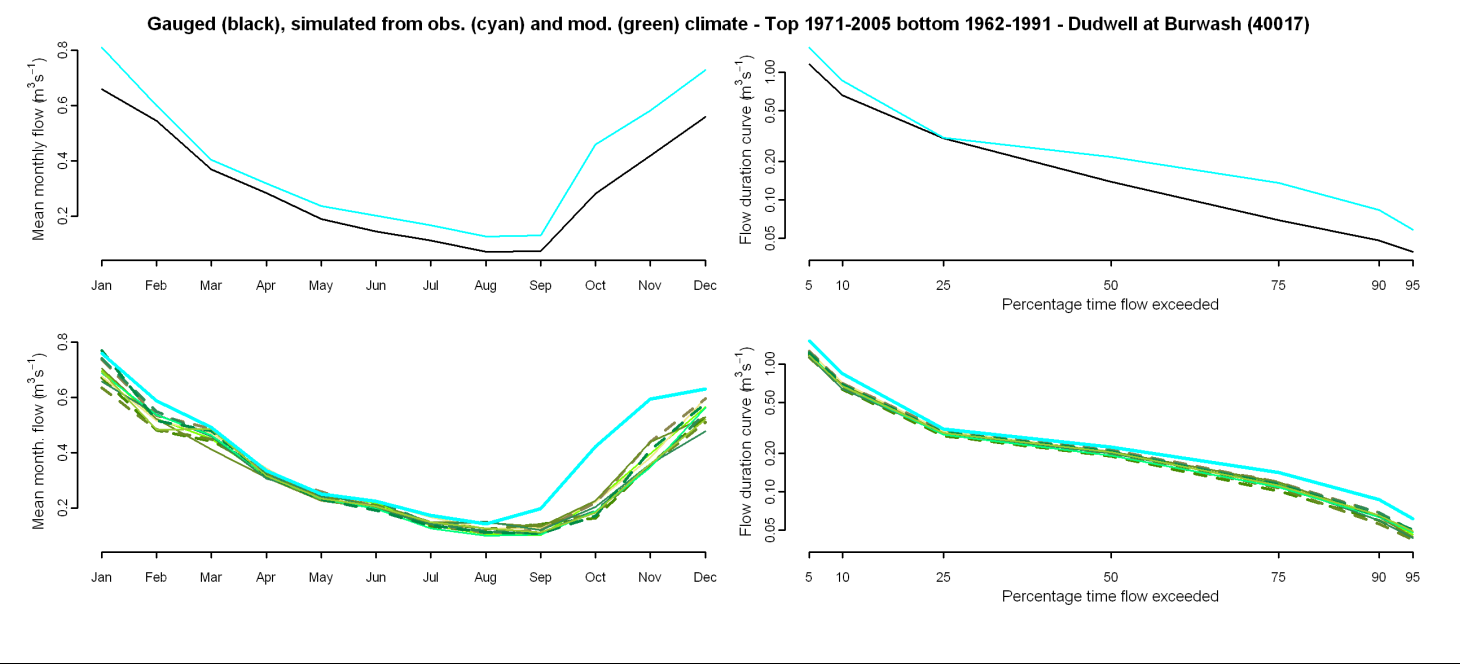 Gauged (black), simulated from obs. (cyan) and mod. (green) climate - Top 1971-2005 bottom 1962-1991 - Dudwell at Burwash (40017)
Mean monthly flow (m³s⁻¹)
0.2 0.4 0.6 0.8
Jan Feb Mar Apr May Jun Jul Aug Sep Oct Nov Dec
Flow duration curve (m³s⁻¹)
0.05 0.10 0.20 0.50 1.00
5 10 25 50 75 90 95
Percentage time flow exceeded
Mean month. flow (m³s⁻¹)
0.2 0.4 0.6 0.8
Jan Feb Mar Apr May Jun Jul Aug Sep Oct Nov Dec
Flow duration curve (m³s⁻¹)
0.05 0.10 0.20 0.50 1.00
5 10 25 50 75 90 95
Percentage time flow exceeded